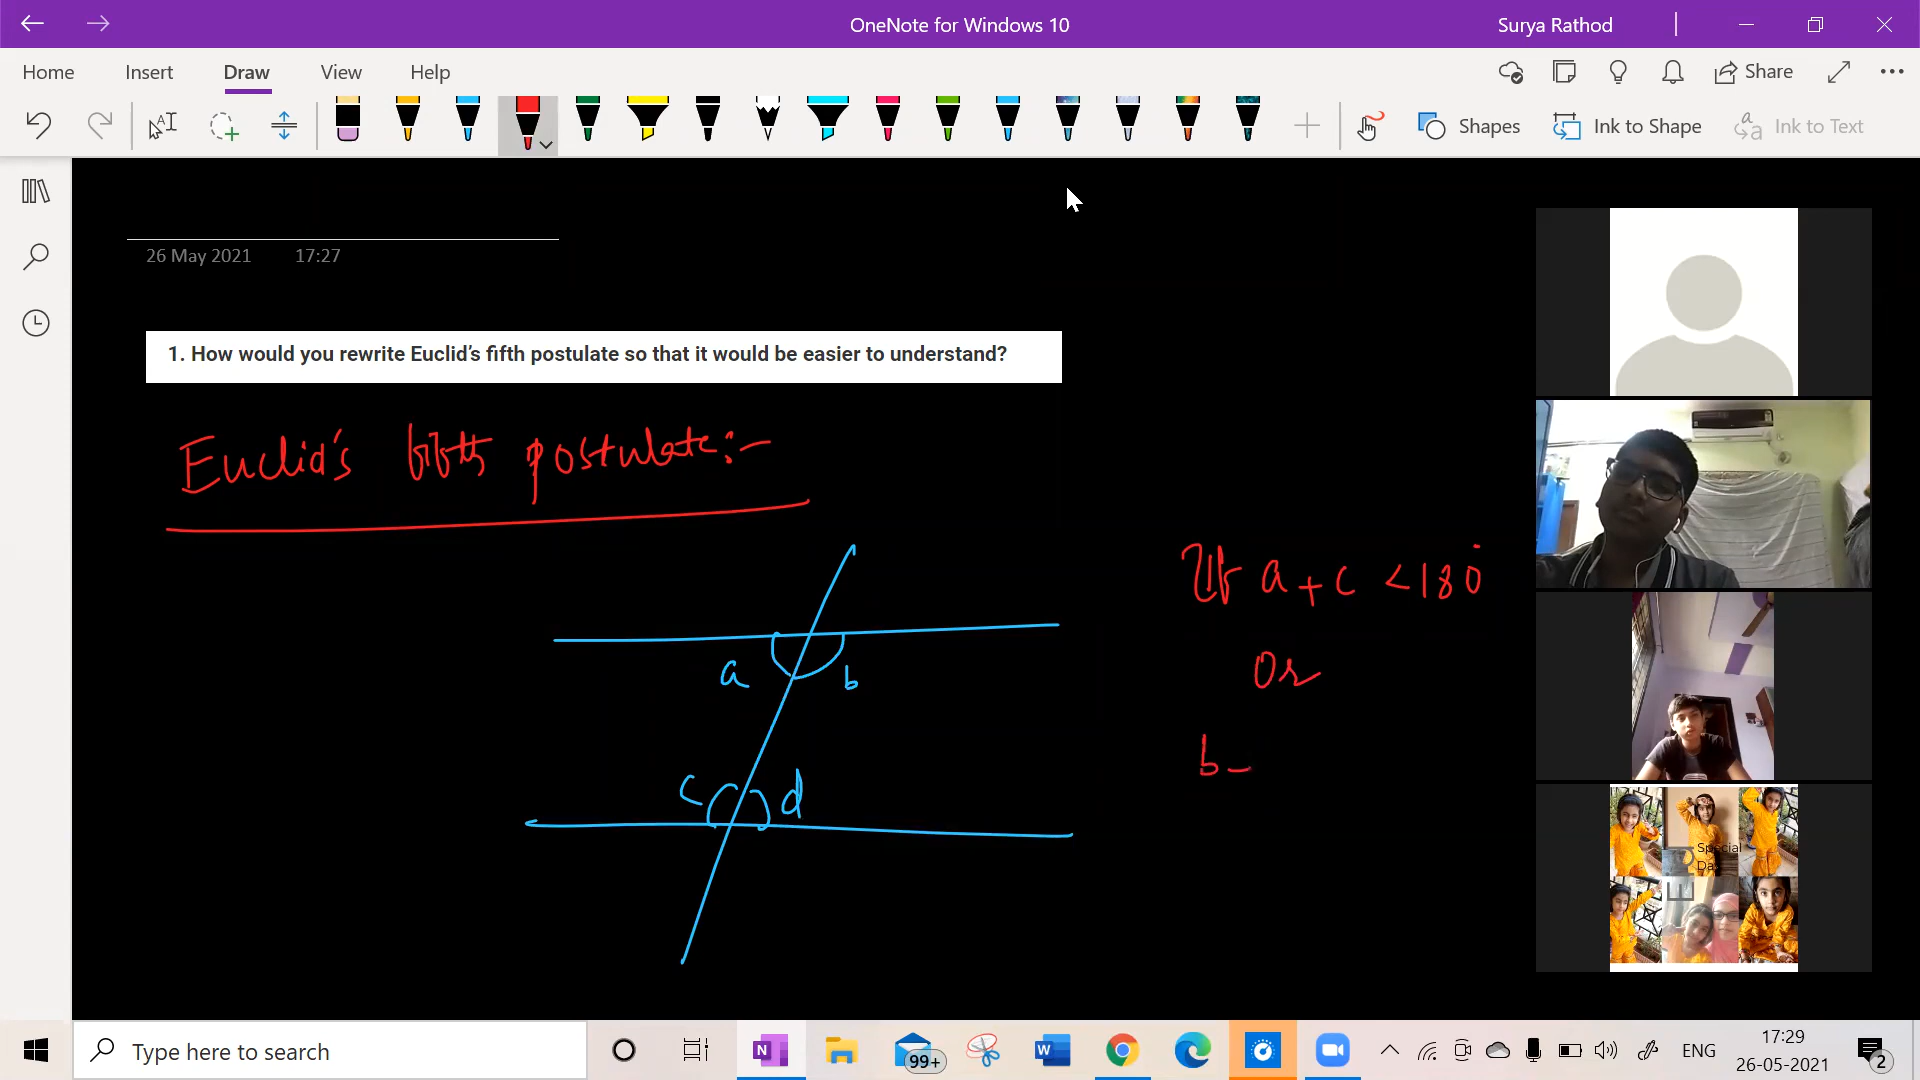 OneNote for Windows 10
Surya Rathod
Home Insert Draw View Help
Share
Shapes Ink to Shape Ink to Text
26 May 2021 17:27
1. How would you rewrite Euclid's fifth postulate so that it would be easier to understand?
Euclid's fifth postulate:-
If a + c < 180°
a b
Or
b -
c d
Special
Da
Type here to search
99+
ENG
17:29
26-05-2021
2